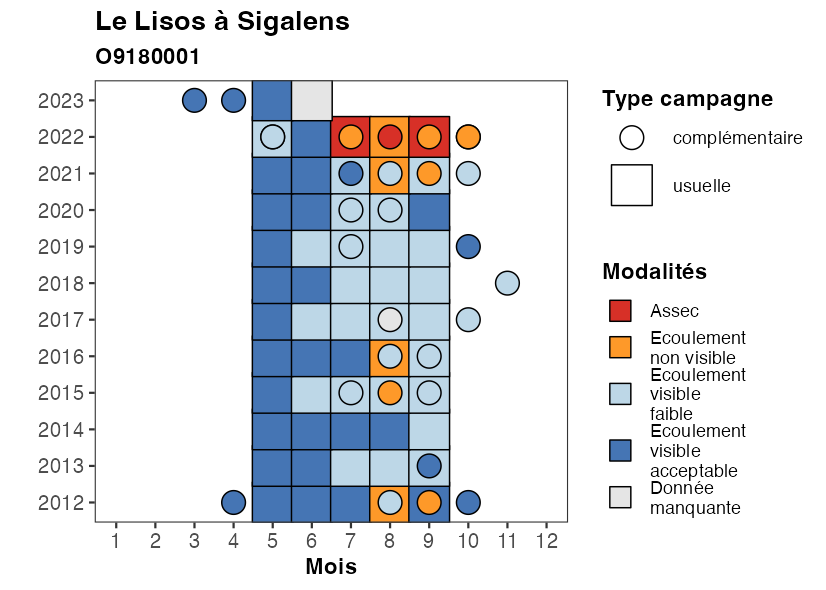 Le Lisos à Sigalens
O9180001
2023
2022
2021
2020
2019
2018
2017
2016
2015
2014
2013
2012
1 2 3 4 5 6 7 8 9 10 11 12
Mois
Type campagne
complémentaire
usuelle
Modalités
Assec
Ecoulement
non visible
Ecoulement
visible
faible
Ecoulement
visible
acceptable
Donnée
manquante